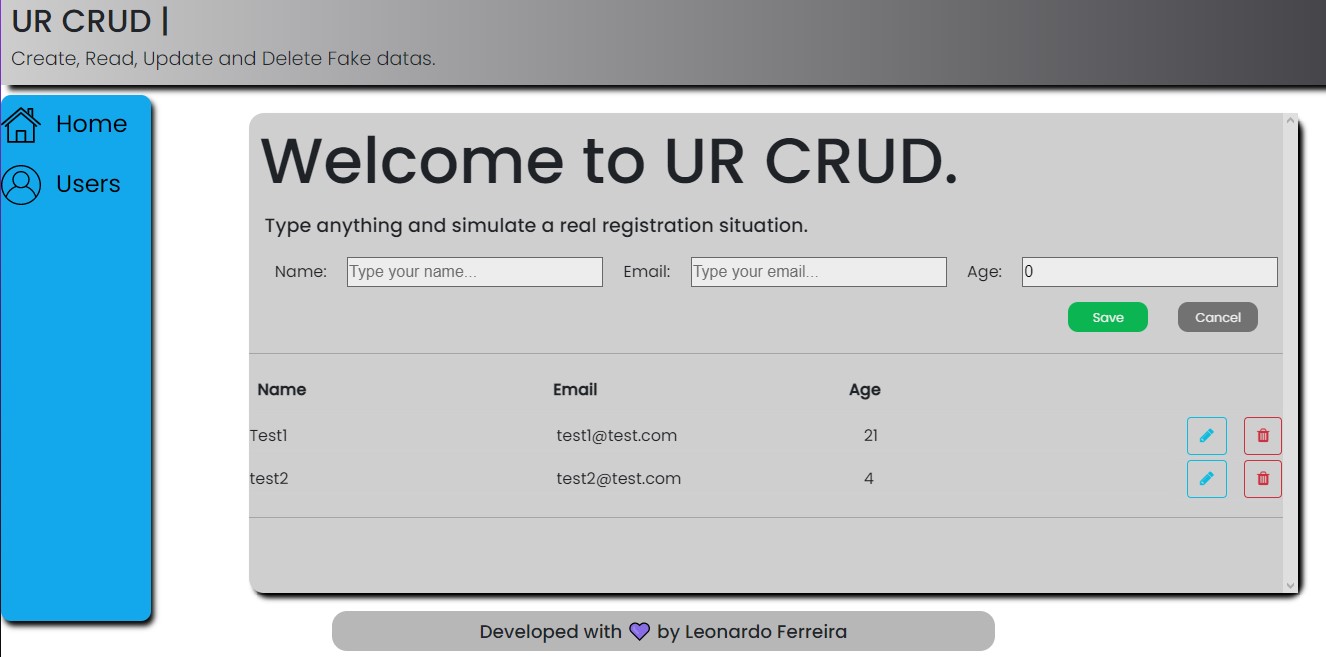 UR CRUD |
Create, Read, Update and Delete Fake datas.
Home
Users
Welcome to UR CRUD.
Type anything and simulate a real registration situation.
Name: Type your name... Email: Type your email... Age: 0
Save Cancel
Name Email Age
Test1 test1@test.com 21
test2 test2@test.com 4
Developed with 💜 by Leonardo Ferreira